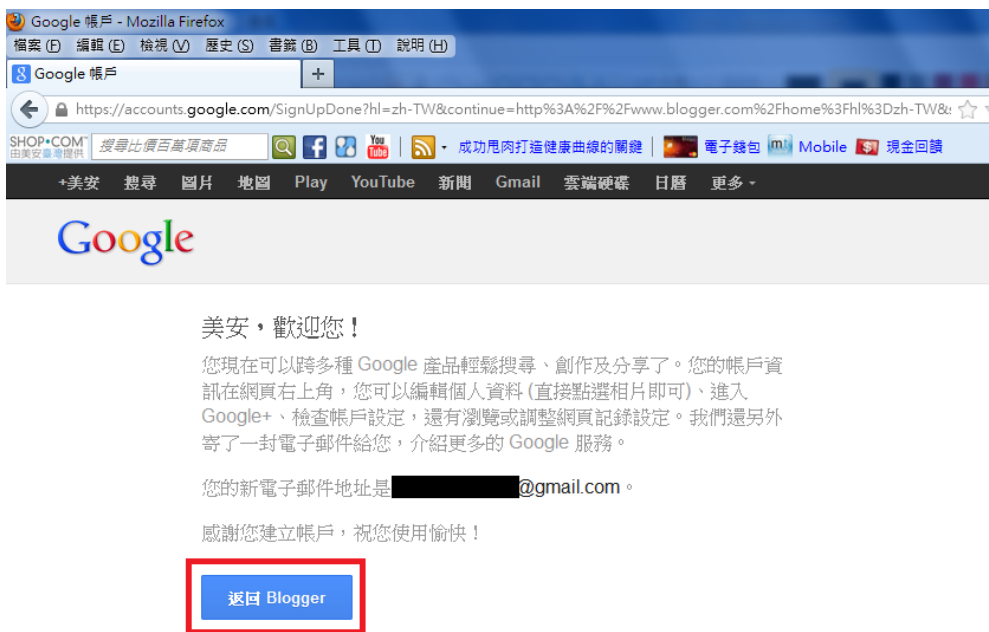 Google 帳戶 - Mozilla Firefox
檔案(F) 編輯(E) 檢視(V) 歷史(S) 書籤(B) 工具(T) 說明(H)
Google 帳戶
https://accounts.google.com/SignUpDone?hl=zh-TW&continue=http%3A%2F%2Fwww.blogger.com%2Fhome%3Fhl%3Dzh-TW&
SHOP•COM 搜尋比價百萬項商品 You Tube 成功甩肉打造健康曲線的關鍵 電子錢包 Mobile 現金回饋
由美安臺灣提供
+美安 搜尋 圖片 地圖 Play YouTube 新聞 Gmail 雲端硬碟 日曆 更多
Google
美安，歡迎您！
您現在可以跨多種 Google 產品輕鬆搜尋、創作及分享了。您的帳戶資
訊在網頁右上角，您可以編輯個人資料 (直接點選相片即可)、進入
Google+、檢查帳戶設定，還有瀏覽或調整網頁記錄設定。我們還另外
寄了一封電子郵件給您，介紹更多的 Google 服務。
您的新電子郵件地址是 @gmail.com。
感謝您建立帳戶，祝您使用愉快！
返回 Blogger